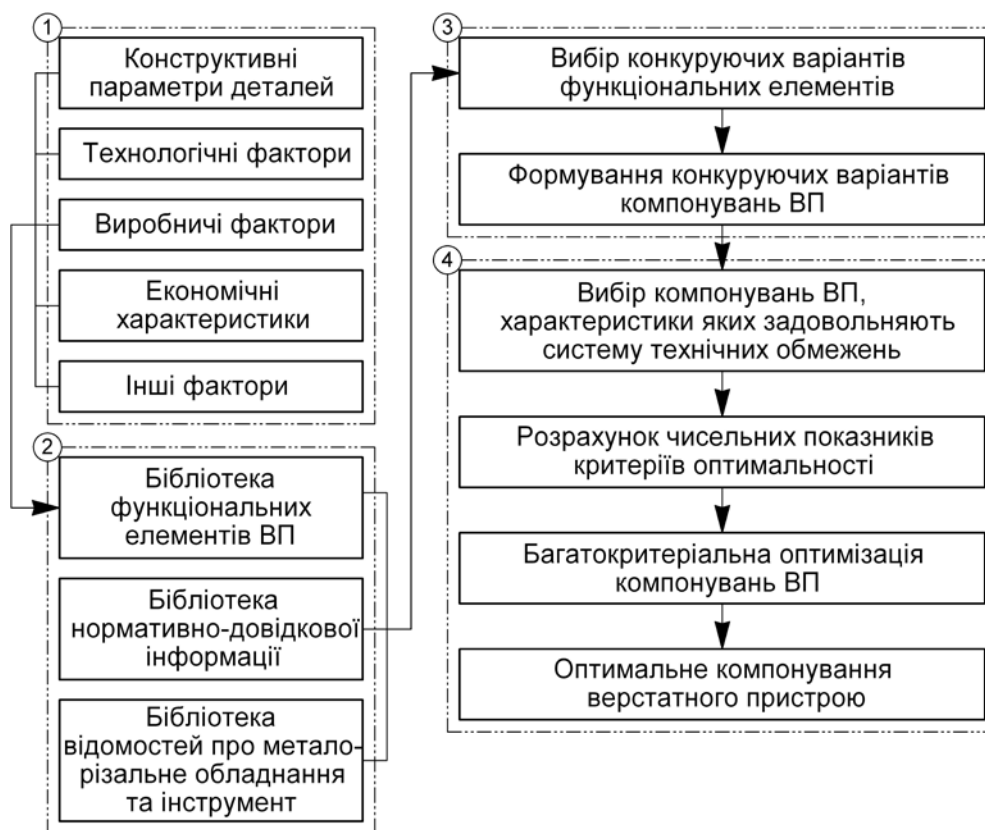 1
Конструктивні
параметри деталей
Технологічні фактори
Виробничі фактори
Економічні
характеристики
Інші фактори
2
Бібліотека
функціональних
елементів ВП
Бібліотека
нормативно-довідкової
інформації
Бібліотека
відомостей про метало-
різальне обладнання
та інструмент
3
Вибір конкуруючих варіантів
функціональних елементів
Формування конкуруючих варіантів
компонувань ВП
4
Вибір компонувань ВП,
характеристики яких задовольняють
систему технічних обмежень
Розрахунок чисельних показників
критеріїв оптимальності
Багатокритеріальна оптимізація
компонувань ВП
Оптимальне компонування
верстатного пристрою